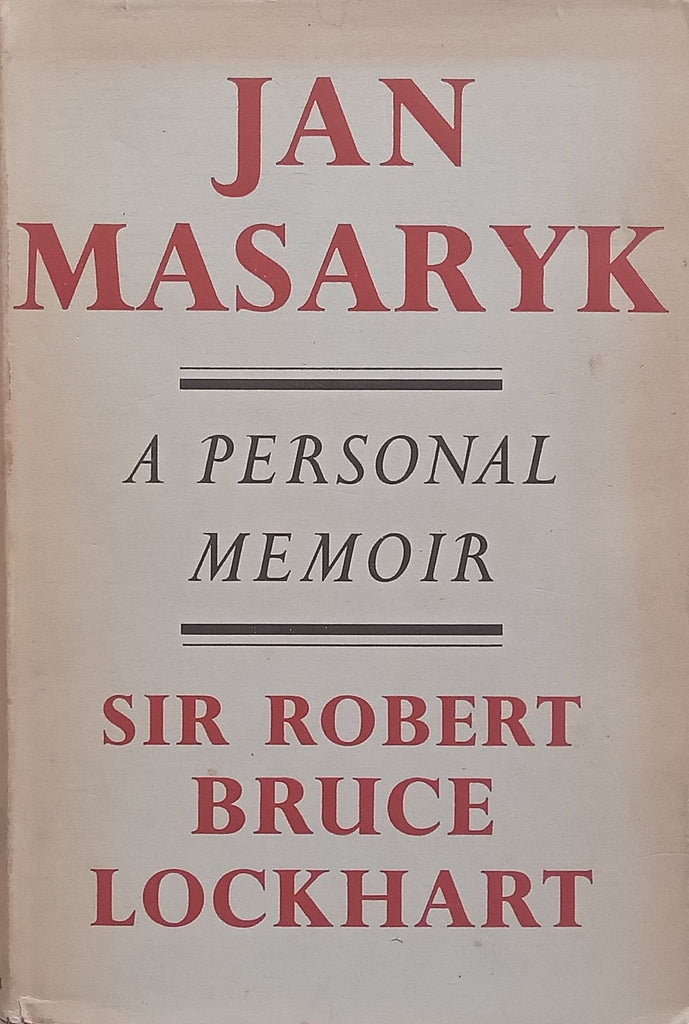 JAN
MASARYK
A PERSONAL
MEMOIR
SIR ROBERT
BRUCE
LOCKHART